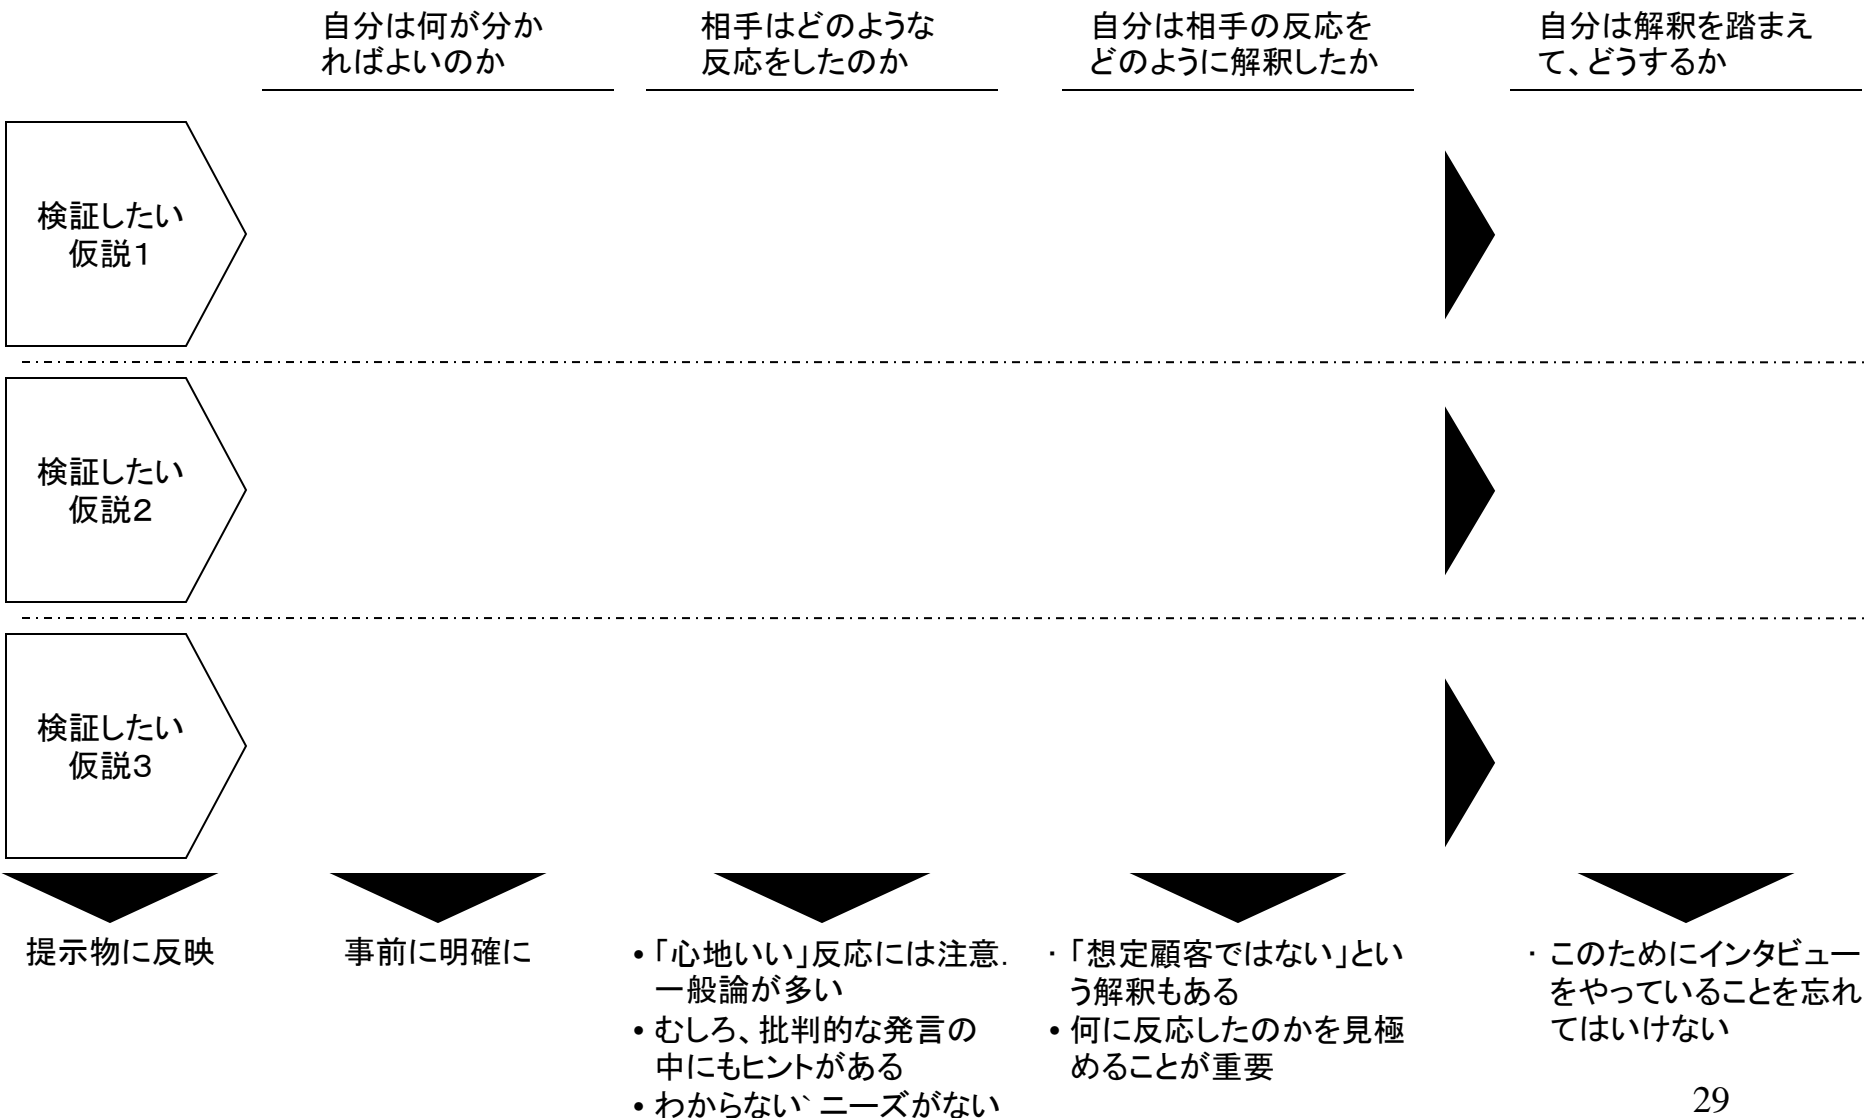 自分は何が分か
ればよいのか
相手はどのような
反応をしたのか
自分は相手の反応を
どのように解釈したか
自分は解釈を踏まえ
て、どうするか
検証したい
仮説1
検証したい
仮説2
検証したい
仮説3
提示物に反映
事前に明確に
•「心地いい」反応には注意.
一般論が多い
• むしろ、批判的な発言の
中にもヒントがある
• わからない` ニーズがない
・「想定顧客ではない」とい
う解釈もある
• 何に反応したのかを見極
めることが重要
・このためにインタビュー
をやっていることを忘れ
てはいけない
29